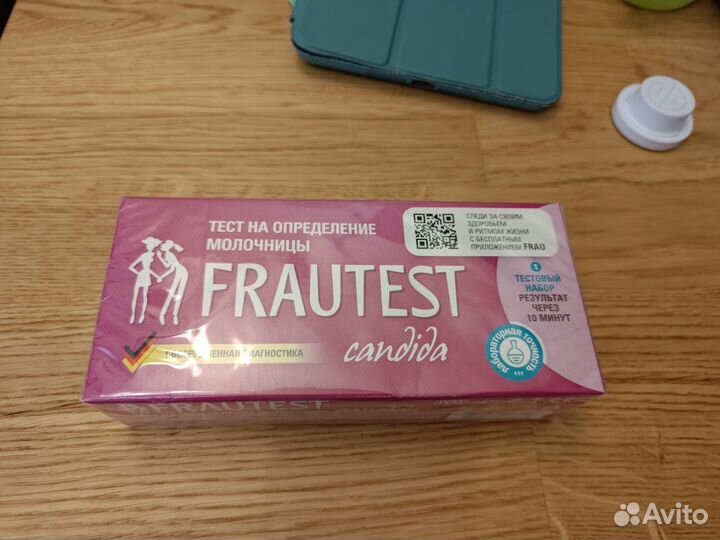 ТЕСТ НА ОПРЕДЕЛЕНИЕ
МОЛОЧНИЦЫ
FRAUTEST
candida
ДИАГНОСТИКА
СЛЕДИ ЗА СВОИМ
ЗДОРОВЬЕМ
И РИТМОМ ЖИЗНИ
С БЕСПЛАТНЫМ
ПРИЛОЖЕНИЕМ FRAU
1
ТЕСТОВЫЙ
НАБОР
РЕЗУЛЬТАТ
ЧЕРЕЗ
10 МИНУТ
лабораторная точность
FRAUTEST
Avito